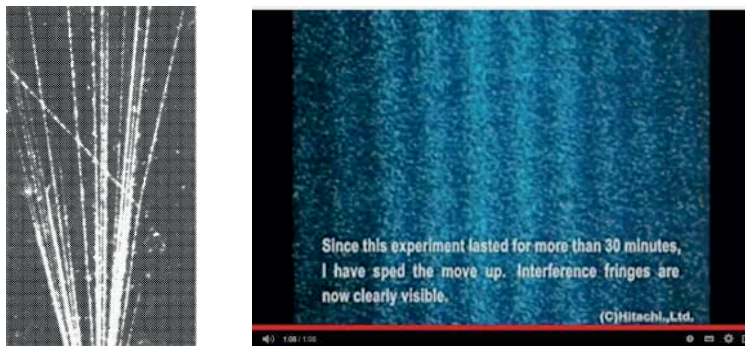 Since this experiment lasted for more than 30 minutes,
I have sped the move up. Interference fringes are
now clearly visible.
(C)Hitachi.,Ltd.
1:08 / 1:08